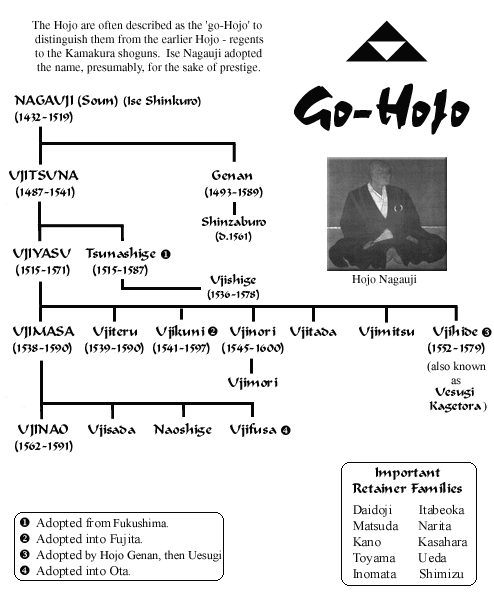 The Hojo are often described as the 'go-Hojo' to
distinguish them from the earlier Hojo - regents
to the Kamakura shoguns. Ise Nagauji adopted
the name, presumably, for the sake of prestige.
Go-Hojo
NAGAUJI (Soun) (Ise Shinkuro)
(1432-1519)
UJITSUNA
(1487-1541)
Genan
(1493-1589)
Shinzaburo
(d.1561)
Hojo Nagauji
UJIYASU
(1515-1571)
Tsunashige ❶
(1515-1587)
Ujishige
(1536-1578)
UJIMASA
(1538-1590)
Ujiteru
(1539-1590)
Ujikuni ❷
(1541-1597)
Ujinori
(1545-1600)
Ujimori
Ujitada
Ujimitsu
Ujihide ❸
(1552-1579)
(also known
as
Uesugi
Kagetora)
UJINAO
(1562-1591)
Ujisada
Naoshige
Ujifusa ❹
❶ Adopted from Fukushima.
❷ Adopted into Fujita.
❸ Adopted by Hojo Genan, then Uesugi
❹ Adopted into Ota.
Important
Retainer Families
Daidoji Itabeoka
Matsuda Narita
Kano Kasahara
Toyama Ueda
Inomata Shimizu